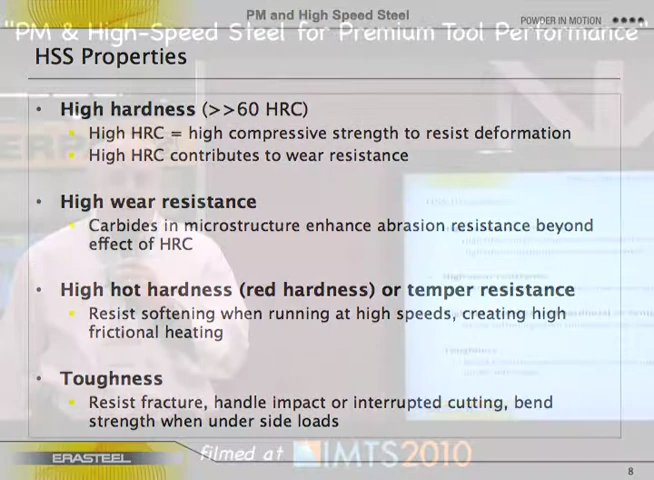 PM and High Speed Steel
POWDER IN MOTION
"PM & High-Speed Steel for Premium Tool Performance"
HSS Properties
• High hardness (>>60 HRC)
High HRC = high compressive strength to resist deformation
High HRC contributes to wear resistance
• High wear resistance
Carbides in microstructure enhance abrasion resistance beyond
effect of HRC
• High hot hardness (red hardness) or temper resistance
Resist softening when running at high speeds, creating high
frictional heating
• Toughness
Resist fracture, handle impact or interrupted cutting, bend
strength when under side loads
ERASTEEL
filmed at IMTS2010
8